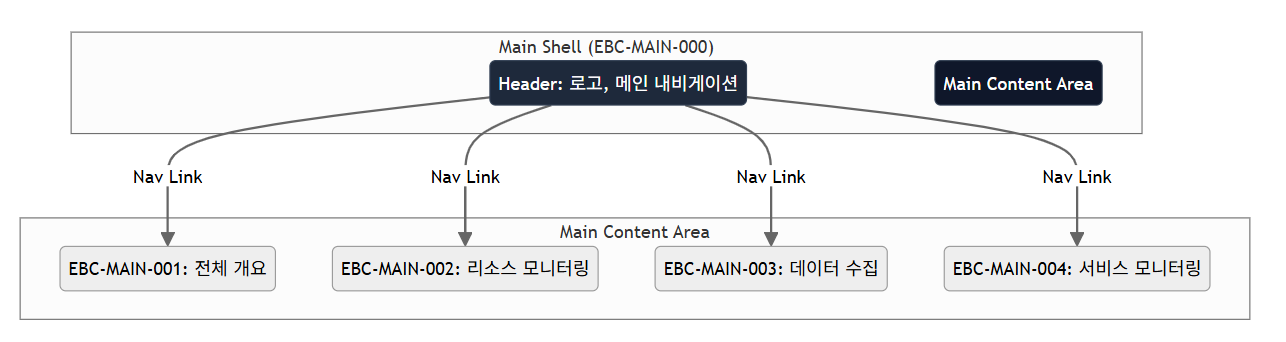 Main Shell (EBC-MAIN-000)
Header: 로고, 메인 내비게이션
Main Content Area
Nav Link
Nav Link
Nav Link
Nav Link
Main Content Area
EBC-MAIN-001: 전체 개요
EBC-MAIN-002: 리소스 모니터링
EBC-MAIN-003: 데이터 수집
EBC-MAIN-004: 서비스 모니터링